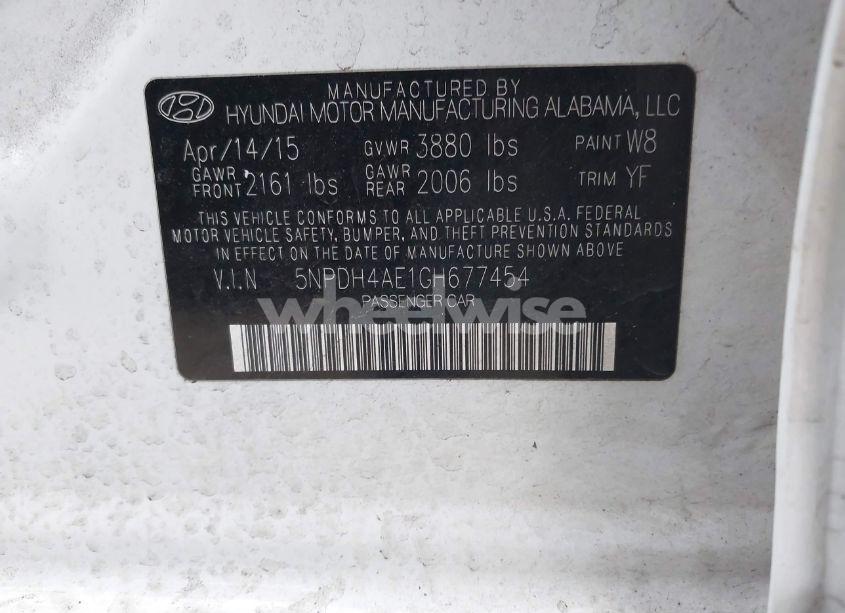 MANUFACTURED BY
HYUNDAI MOTOR MANUFACTURING ALABAMA, LLC
Apr/14/15 GVWR 3880 lbs PAINT W8
GAWR FRONT 2161 lbs GAWR REAR 2006 lbs TRIM YF
THIS VEHICLE CONFORMS TO ALL APPLICABLE U.S.A. FEDERAL
MOTOR VEHICLE SAFETY, BUMPER, AND THEFT PREVENTION STANDARDS
IN EFFECT ON THE DATE OF MANUFACTURE SHOWN ABOVE
V.I.N 5NPDH4AE1GH677454
wheelwise
PASSENGER CAR